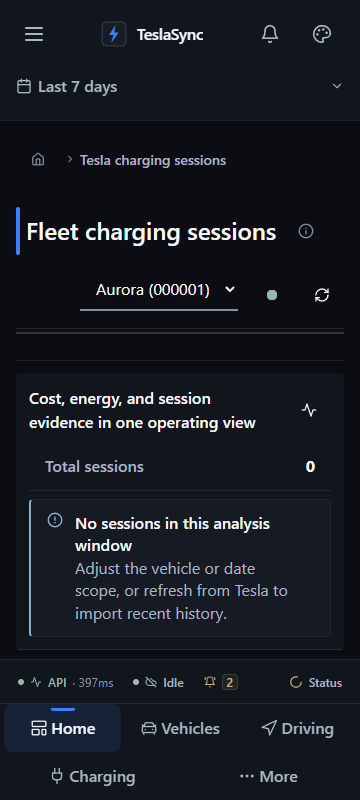 TeslaSync
Last 7 days
Tesla charging sessions
Fleet charging sessions
Aurora (000001)
Cost, energy, and session
evidence in one operating view
Total sessions 0
No sessions in this analysis
window
Adjust the vehicle or date
scope, or refresh from Tesla to
import recent history.
API · 397ms Idle 2 Status
Home Vehicles Driving
Charging More